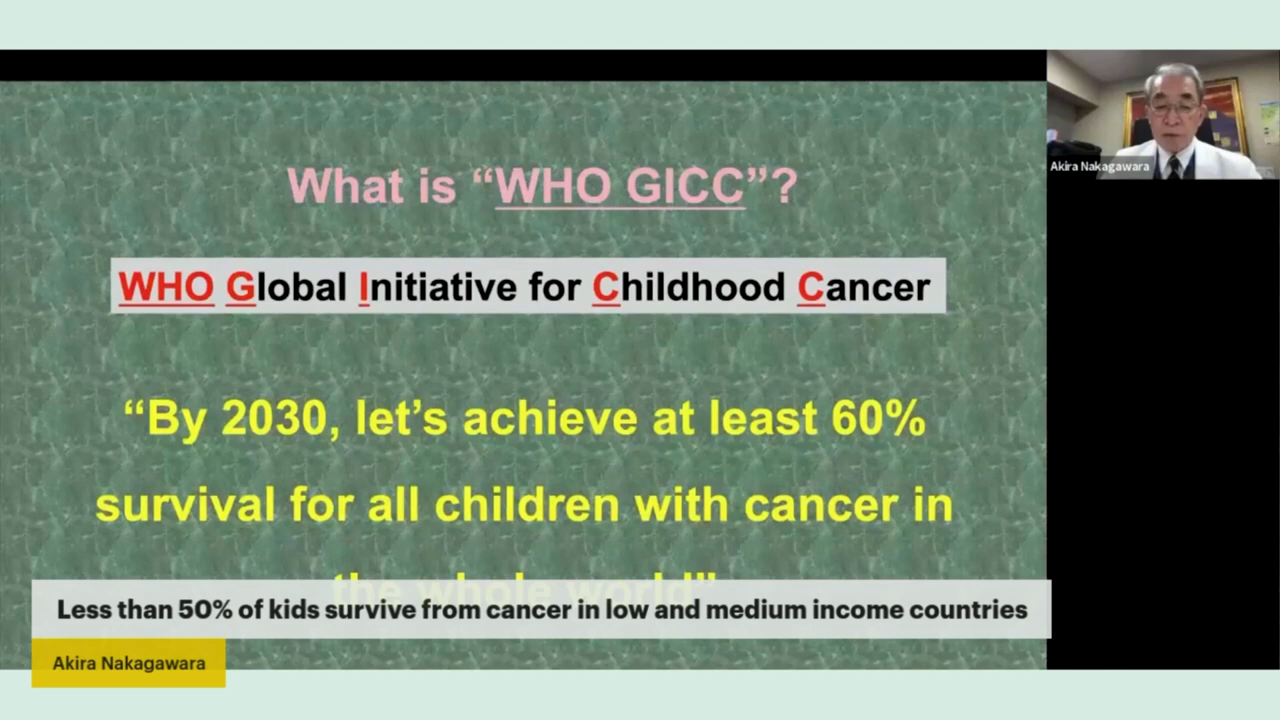 What is “WHO GICC”?
WHO Global Initiative for Childhood Cancer
“By 2030, let’s achieve at least 60%
survival for all children with cancer in
the whole world”
Less than 50% of kids survive from cancer in low and medium income countries
Akira Nakagawara
Akira Nakagawara